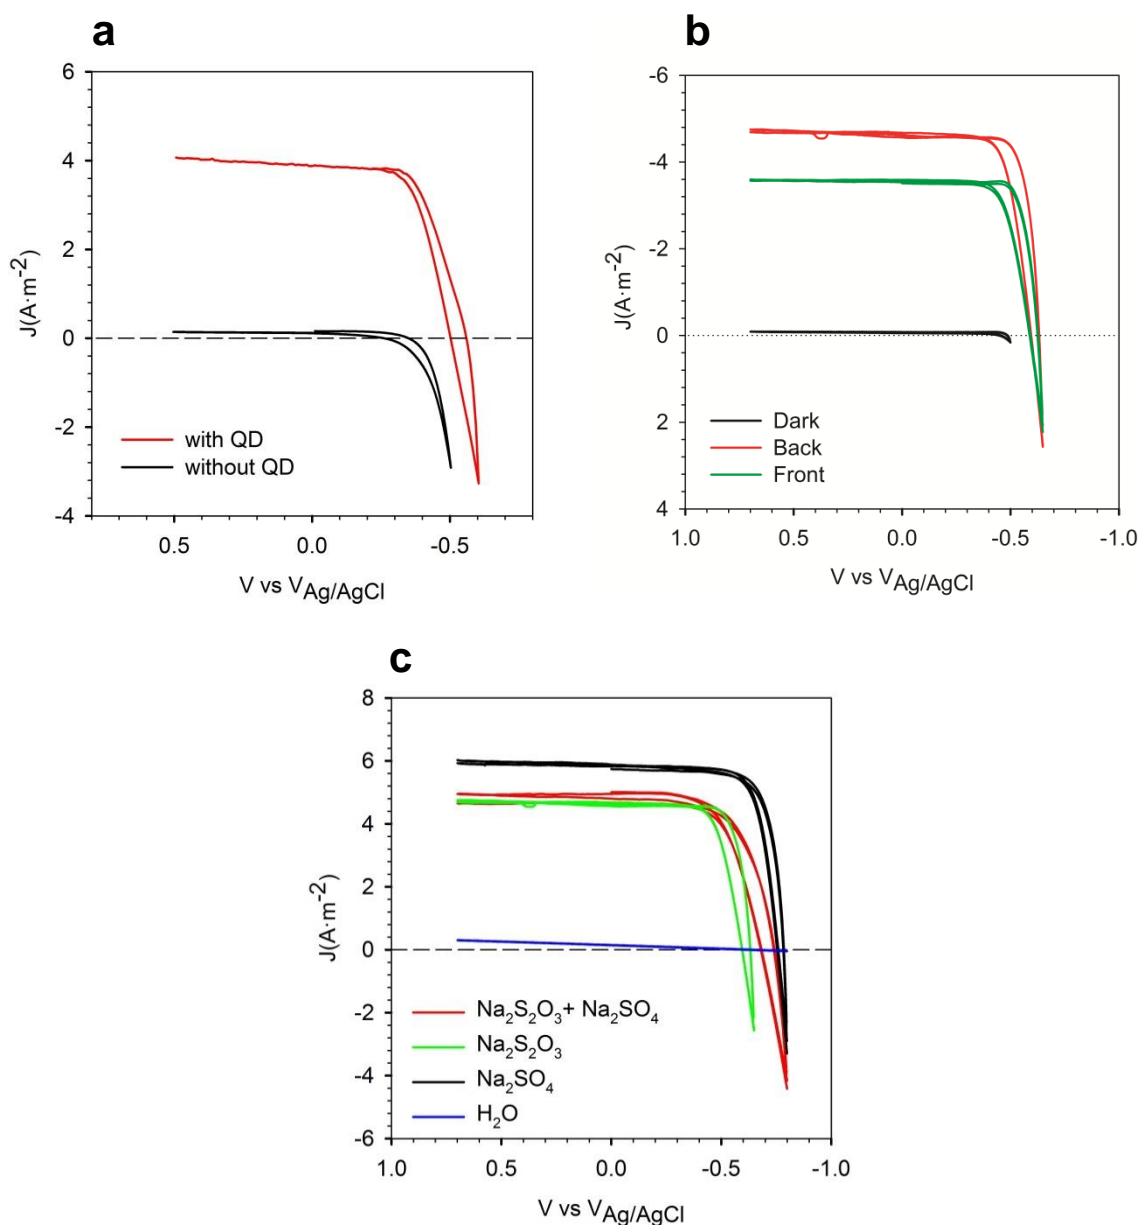 a
6
4
2
0
-2
-4
J(A·m-2)
with QD
without QD
0.5
0.0
-0.5
V vs VAg/AgCl
b
-6
-4
-2
0
2
4
J(A·m-2)
Dark
Back
Front
1.0
0.5
0.0
-0.5
-1.0
V vs VAg/AgCl
c
8
6
4
2
0
-2
-4
-6
J(A·m-2)
Na2S2O3+ Na2SO4
Na2S2O3
Na2SO4
H2O
1.0
0.5
0.0
-0.5
-1.0
V vs VAg/AgCl